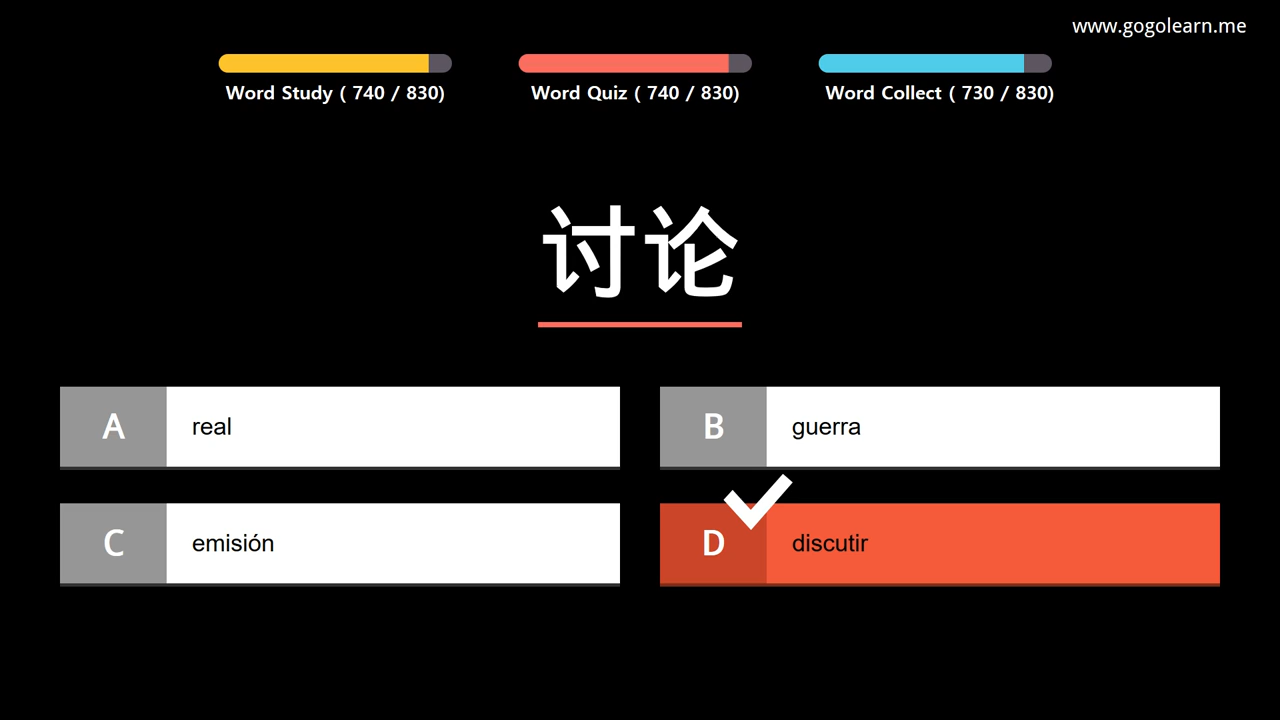 www.gogolearn.me
Word Study ( 740 / 830)
Word Quiz ( 740 / 830)
Word Collect ( 730 / 830)
讨论
A real
B guerra
C emisión
D discutir